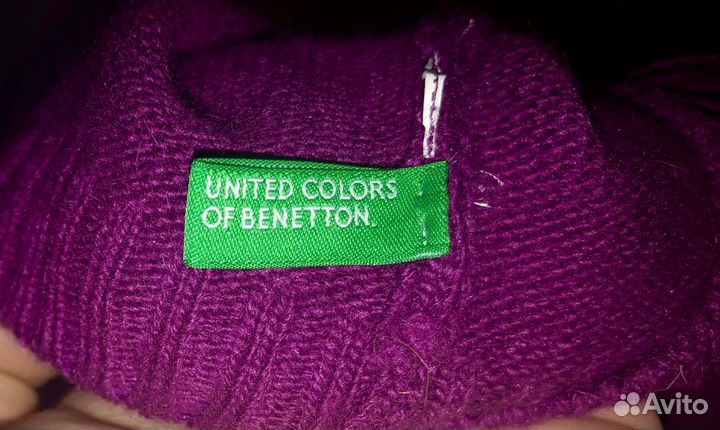 UNITED COLORS
OF BENETTON.
Avito